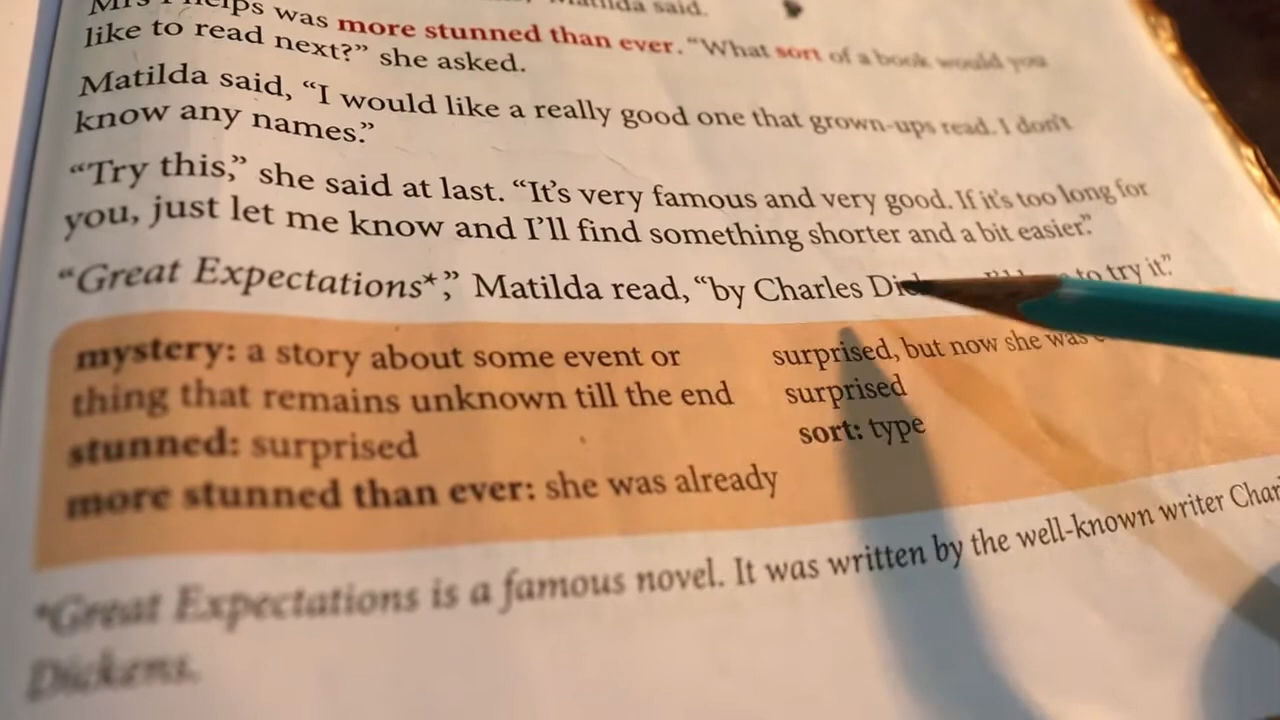 Matilda said.
Mrs Phelps was more stunned than ever. “What sort of a book would you
like to read next?” she asked.
Matilda said, “I would like a really good one that grown-ups read. I don't
know any names.”
“Try this,” she said at last. “It's very famous and very good. If it's too long for
you, just let me know and I'll find something shorter and a bit easier.”
“Great Expectations*,” Matilda read, “by Charles to try it.”
mystery: a story about some event or
thing that remains unknown till the end
stunned: surprised
more stunned than ever: she was already
surprised, but now she was
surprised
sort: type
*Great Expectations is a famous novel. It was written by the well-known writer Char
Dickens.